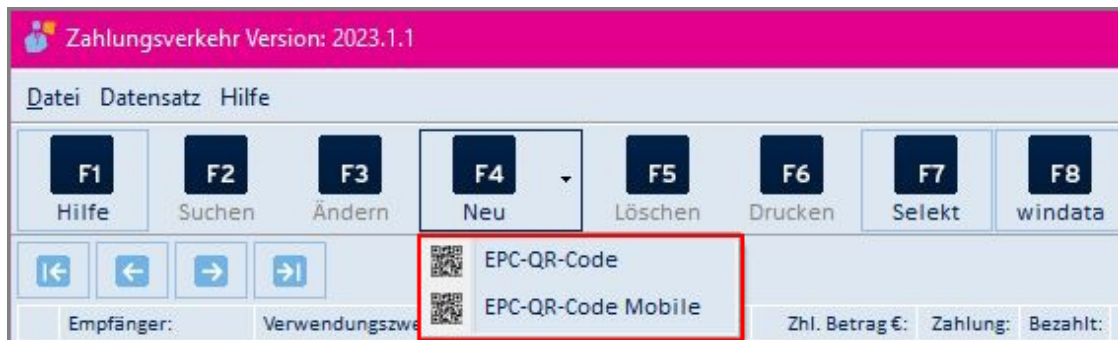 Zahlungsverkehr Version: 2023.1.1
Datei Datensatz Hilfe
F1 F2 F3 F4 F5 F6 F7 F8
Hilfe Suchen Ändern Neu Löschen Drucken Selekt windata
EPC-QR-Code
EPC-QR-Code Mobile
Empfänger: Verwendungszwe Zhl. Betrag €: Zahlung: Bezahlt: